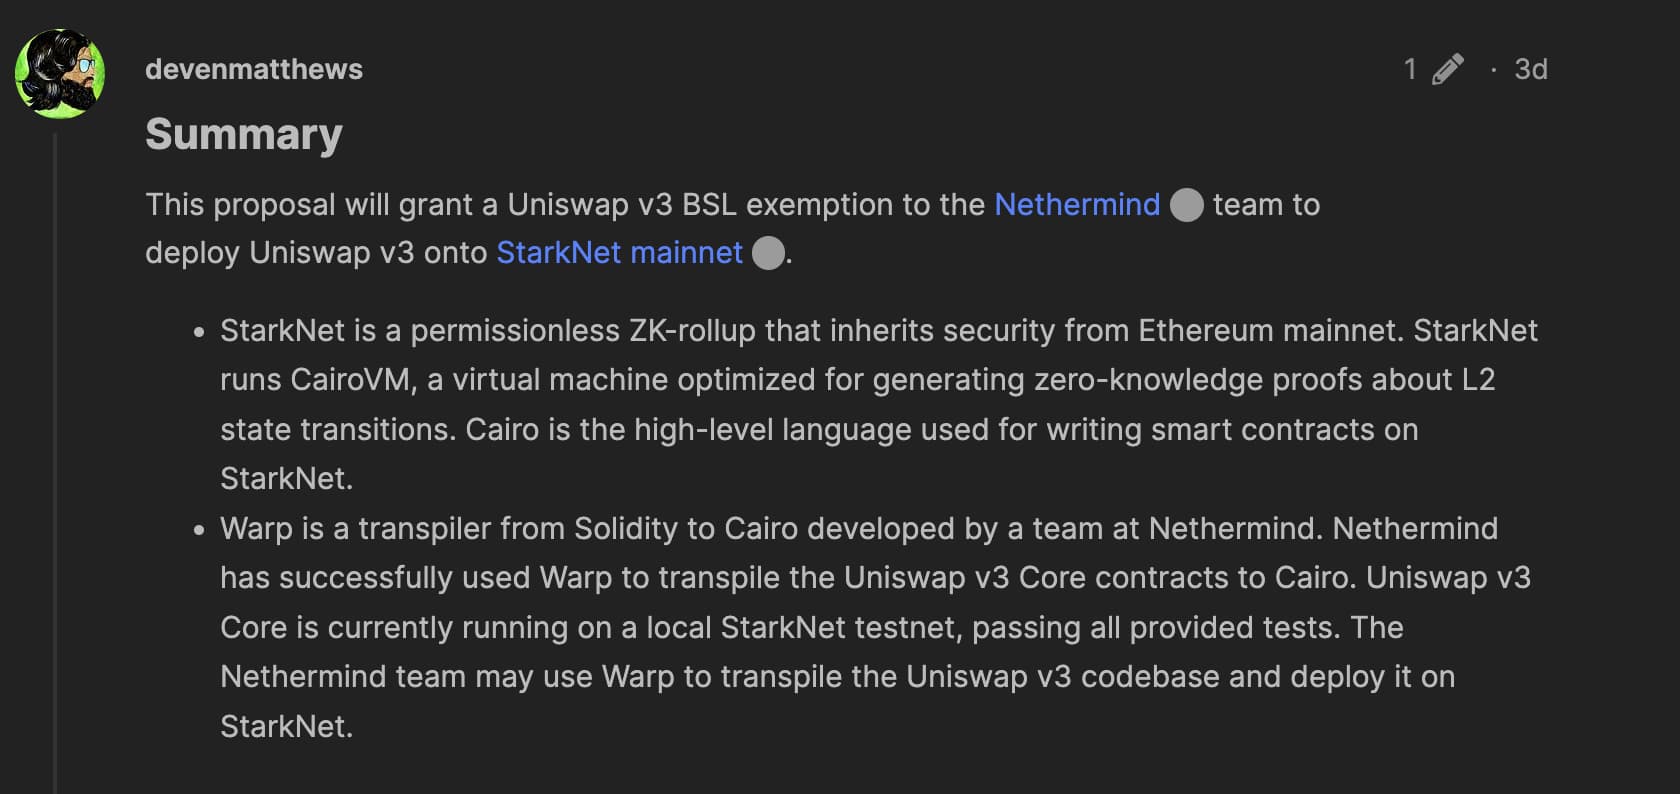 devenmatthews
1 · 3d
Summary
This proposal will grant a Uniswap v3 BSL exemption to the Nethermind team to
deploy Uniswap v3 onto StarkNet mainnet .
• StarkNet is a permissionless ZK-rollup that inherits security from Ethereum mainnet. StarkNet
runs CairoVM, a virtual machine optimized for generating zero-knowledge proofs about L2
state transitions. Cairo is the high-level language used for writing smart contracts on
StarkNet.
• Warp is a transpiler from Solidity to Cairo developed by a team at Nethermind. Nethermind
has successfully used Warp to transpile the Uniswap v3 Core contracts to Cairo. Uniswap v3
Core is currently running on a local StarkNet testnet, passing all provided tests. The
Nethermind team may use Warp to transpile the Uniswap v3 codebase and deploy it on
StarkNet.